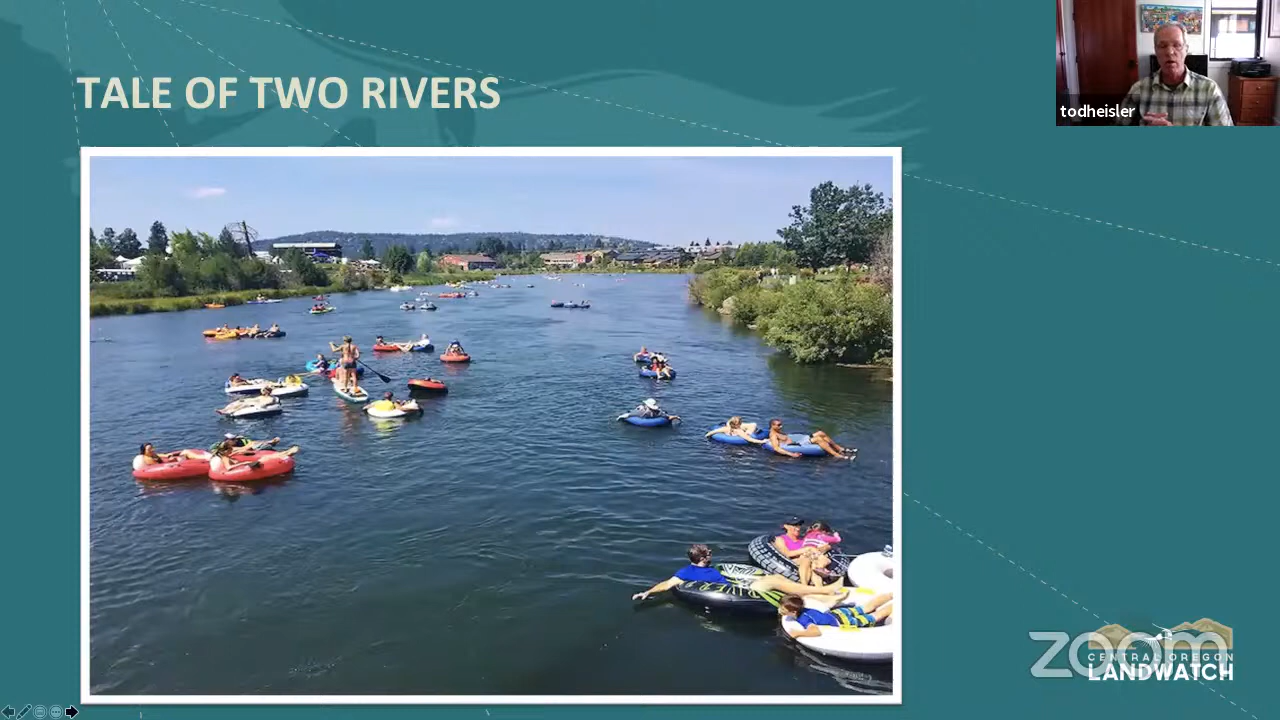 TALE OF TWO RIVERS
todheisler
zoom
CENTRAL OREGON
LANDWATCH